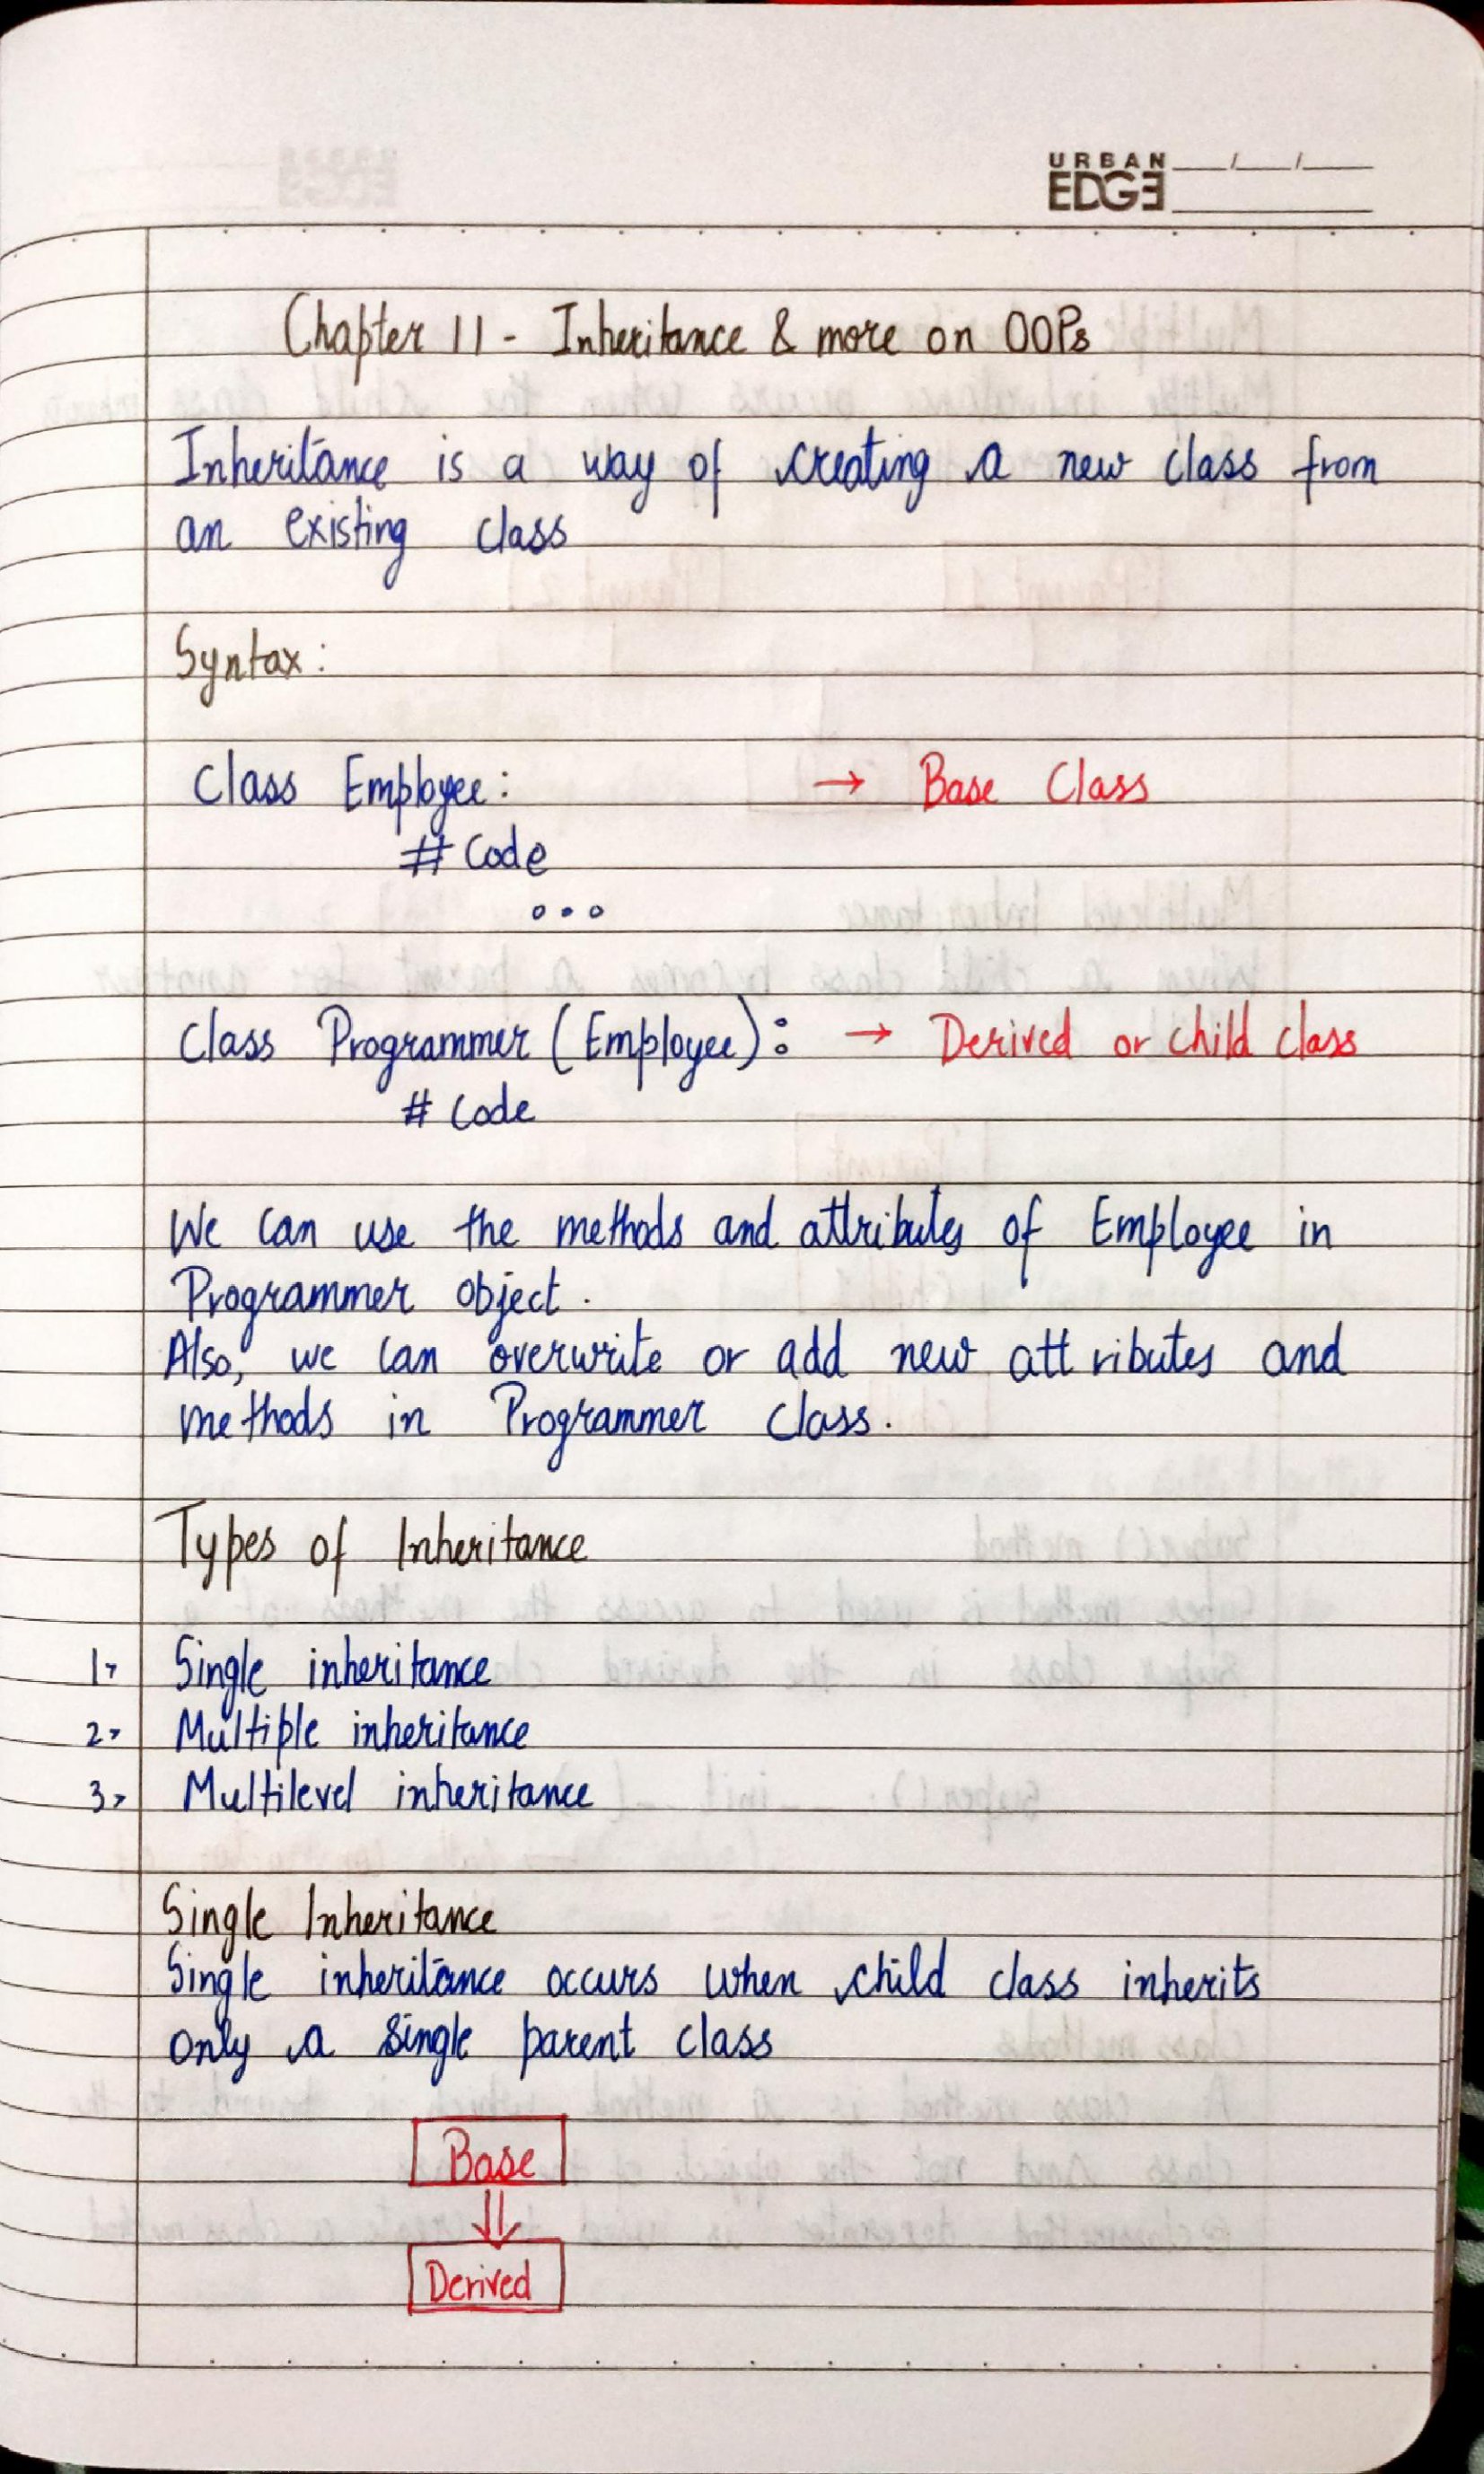 URBAN
EDGE
Chapter 11 - Inheritance & more on OOPs
Inheritance is a way of creating a new class from
an existing class
Syntax:
Class Employee: → Base Class
# Code
...
Class Programmer (Employee): → Derived or child class
# Code
We can use the methods and attributes of Employee in
Programmer object.
Also, we can overwrite or add new attributes and
methods in Programmer class.
Types of Inheritance
1> Single inheritance
2> Multiple inheritance
3> Multilevel inheritance
Single Inheritance
Single inheritance occurs when child class inherits
only a single parent class
Base
Derived